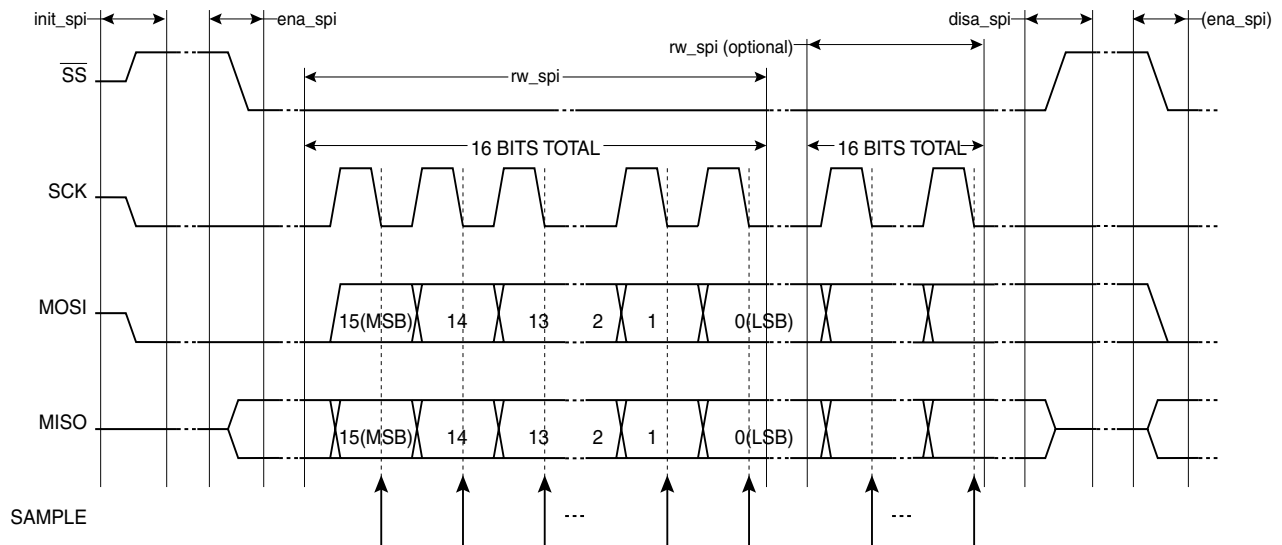 init_spi
ena_spi
disa_spi
(ena_spi)
rw_spi (optional)
SS
rw_spi
16 BITS TOTAL
16 BITS TOTAL
SCK
MOSI
15(MSB) 14 13 2 1 0(LSB)
MISO
15(MSB) 14 13 2 1 0(LSB)
SAMPLE